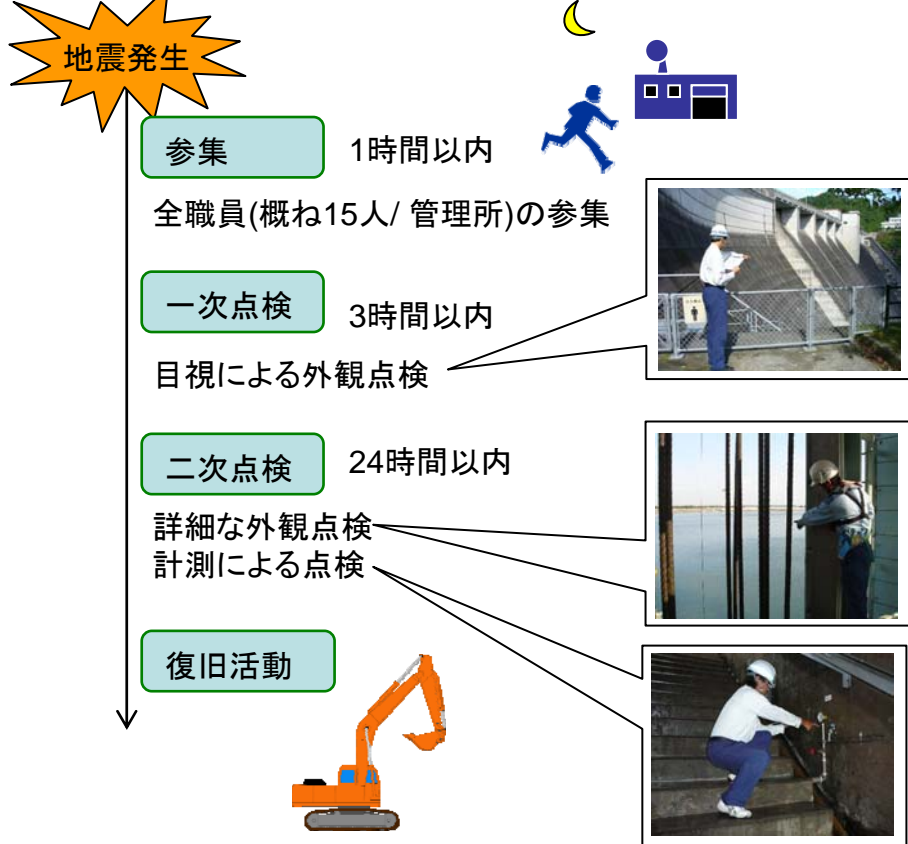 地震発生
参集
1時間以内
全職員(概ね15人/ 管理所)の参集
一次点検
3時間以内
目視による外観点検
二次点検
24時間以内
詳細な外観点検
計測による点検
復旧活動